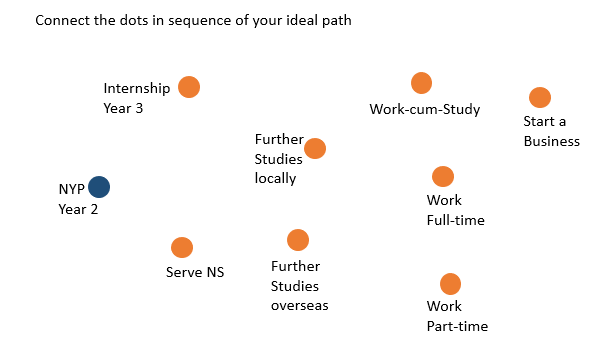 Connect the dots in sequence of your ideal path
Internship
Year 3
Work-cum-Study
Start a
Business
Further
Studies
locally
NYP
Year 2
Work
Full-time
Serve NS
Further
Studies
overseas
Work
Part-time